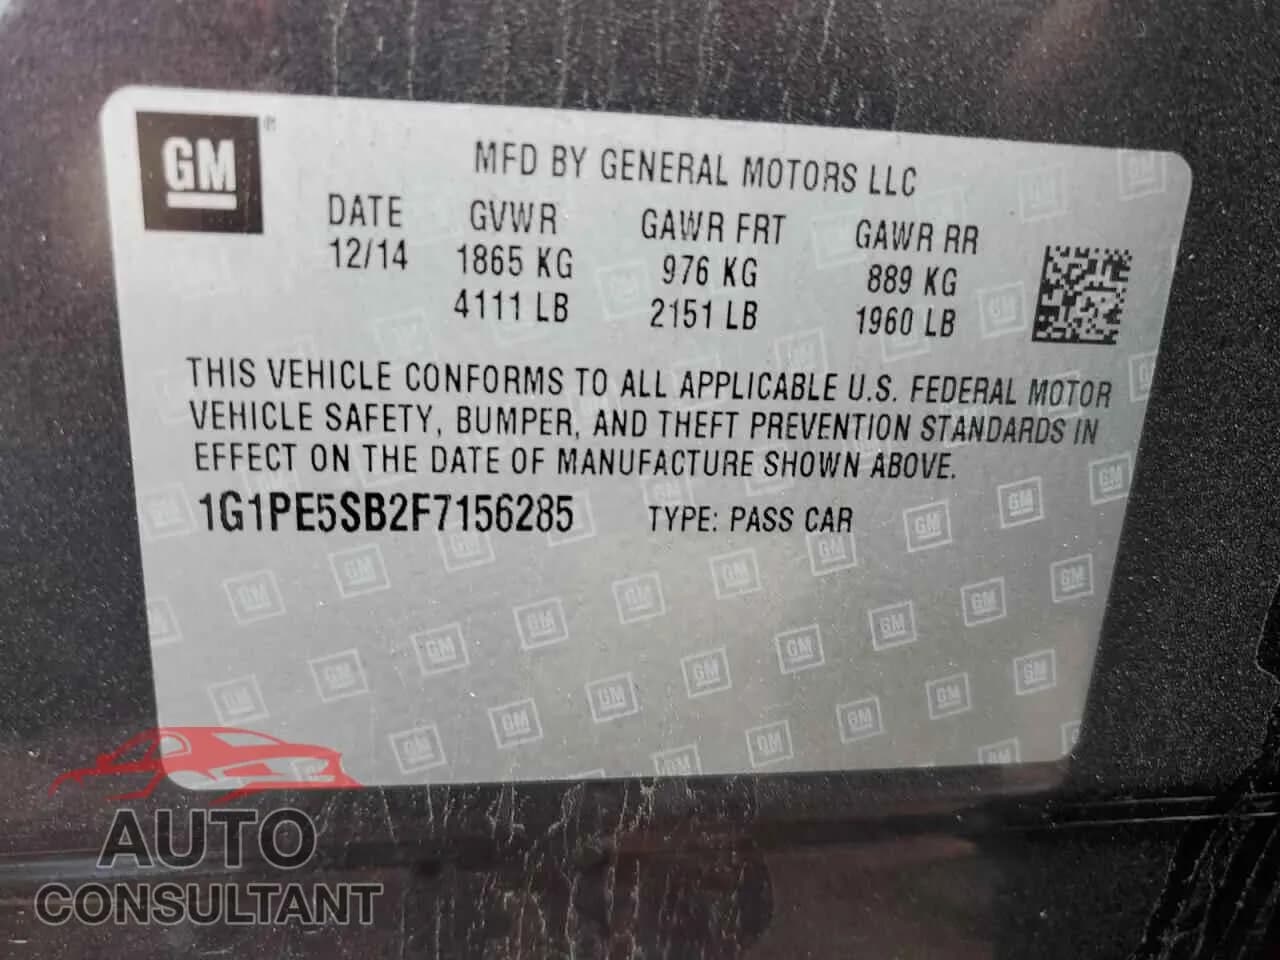 GM
MFD BY GENERAL MOTORS LLC
DATE GVWR GAWR FRT GAWR RR
12/14 1865 KG 976 KG 889 KG
4111 LB 2151 LB 1960 LB
THIS VEHICLE CONFORMS TO ALL APPLICABLE U.S. FEDERAL MOTOR
VEHICLE SAFETY, BUMPER, AND THEFT PREVENTION STANDARDS IN
EFFECT ON THE DATE OF MANUFACTURE SHOWN ABOVE.
1G1PE5SB2F7156285 TYPE: PASS CAR
AUTO
CONSULTANT